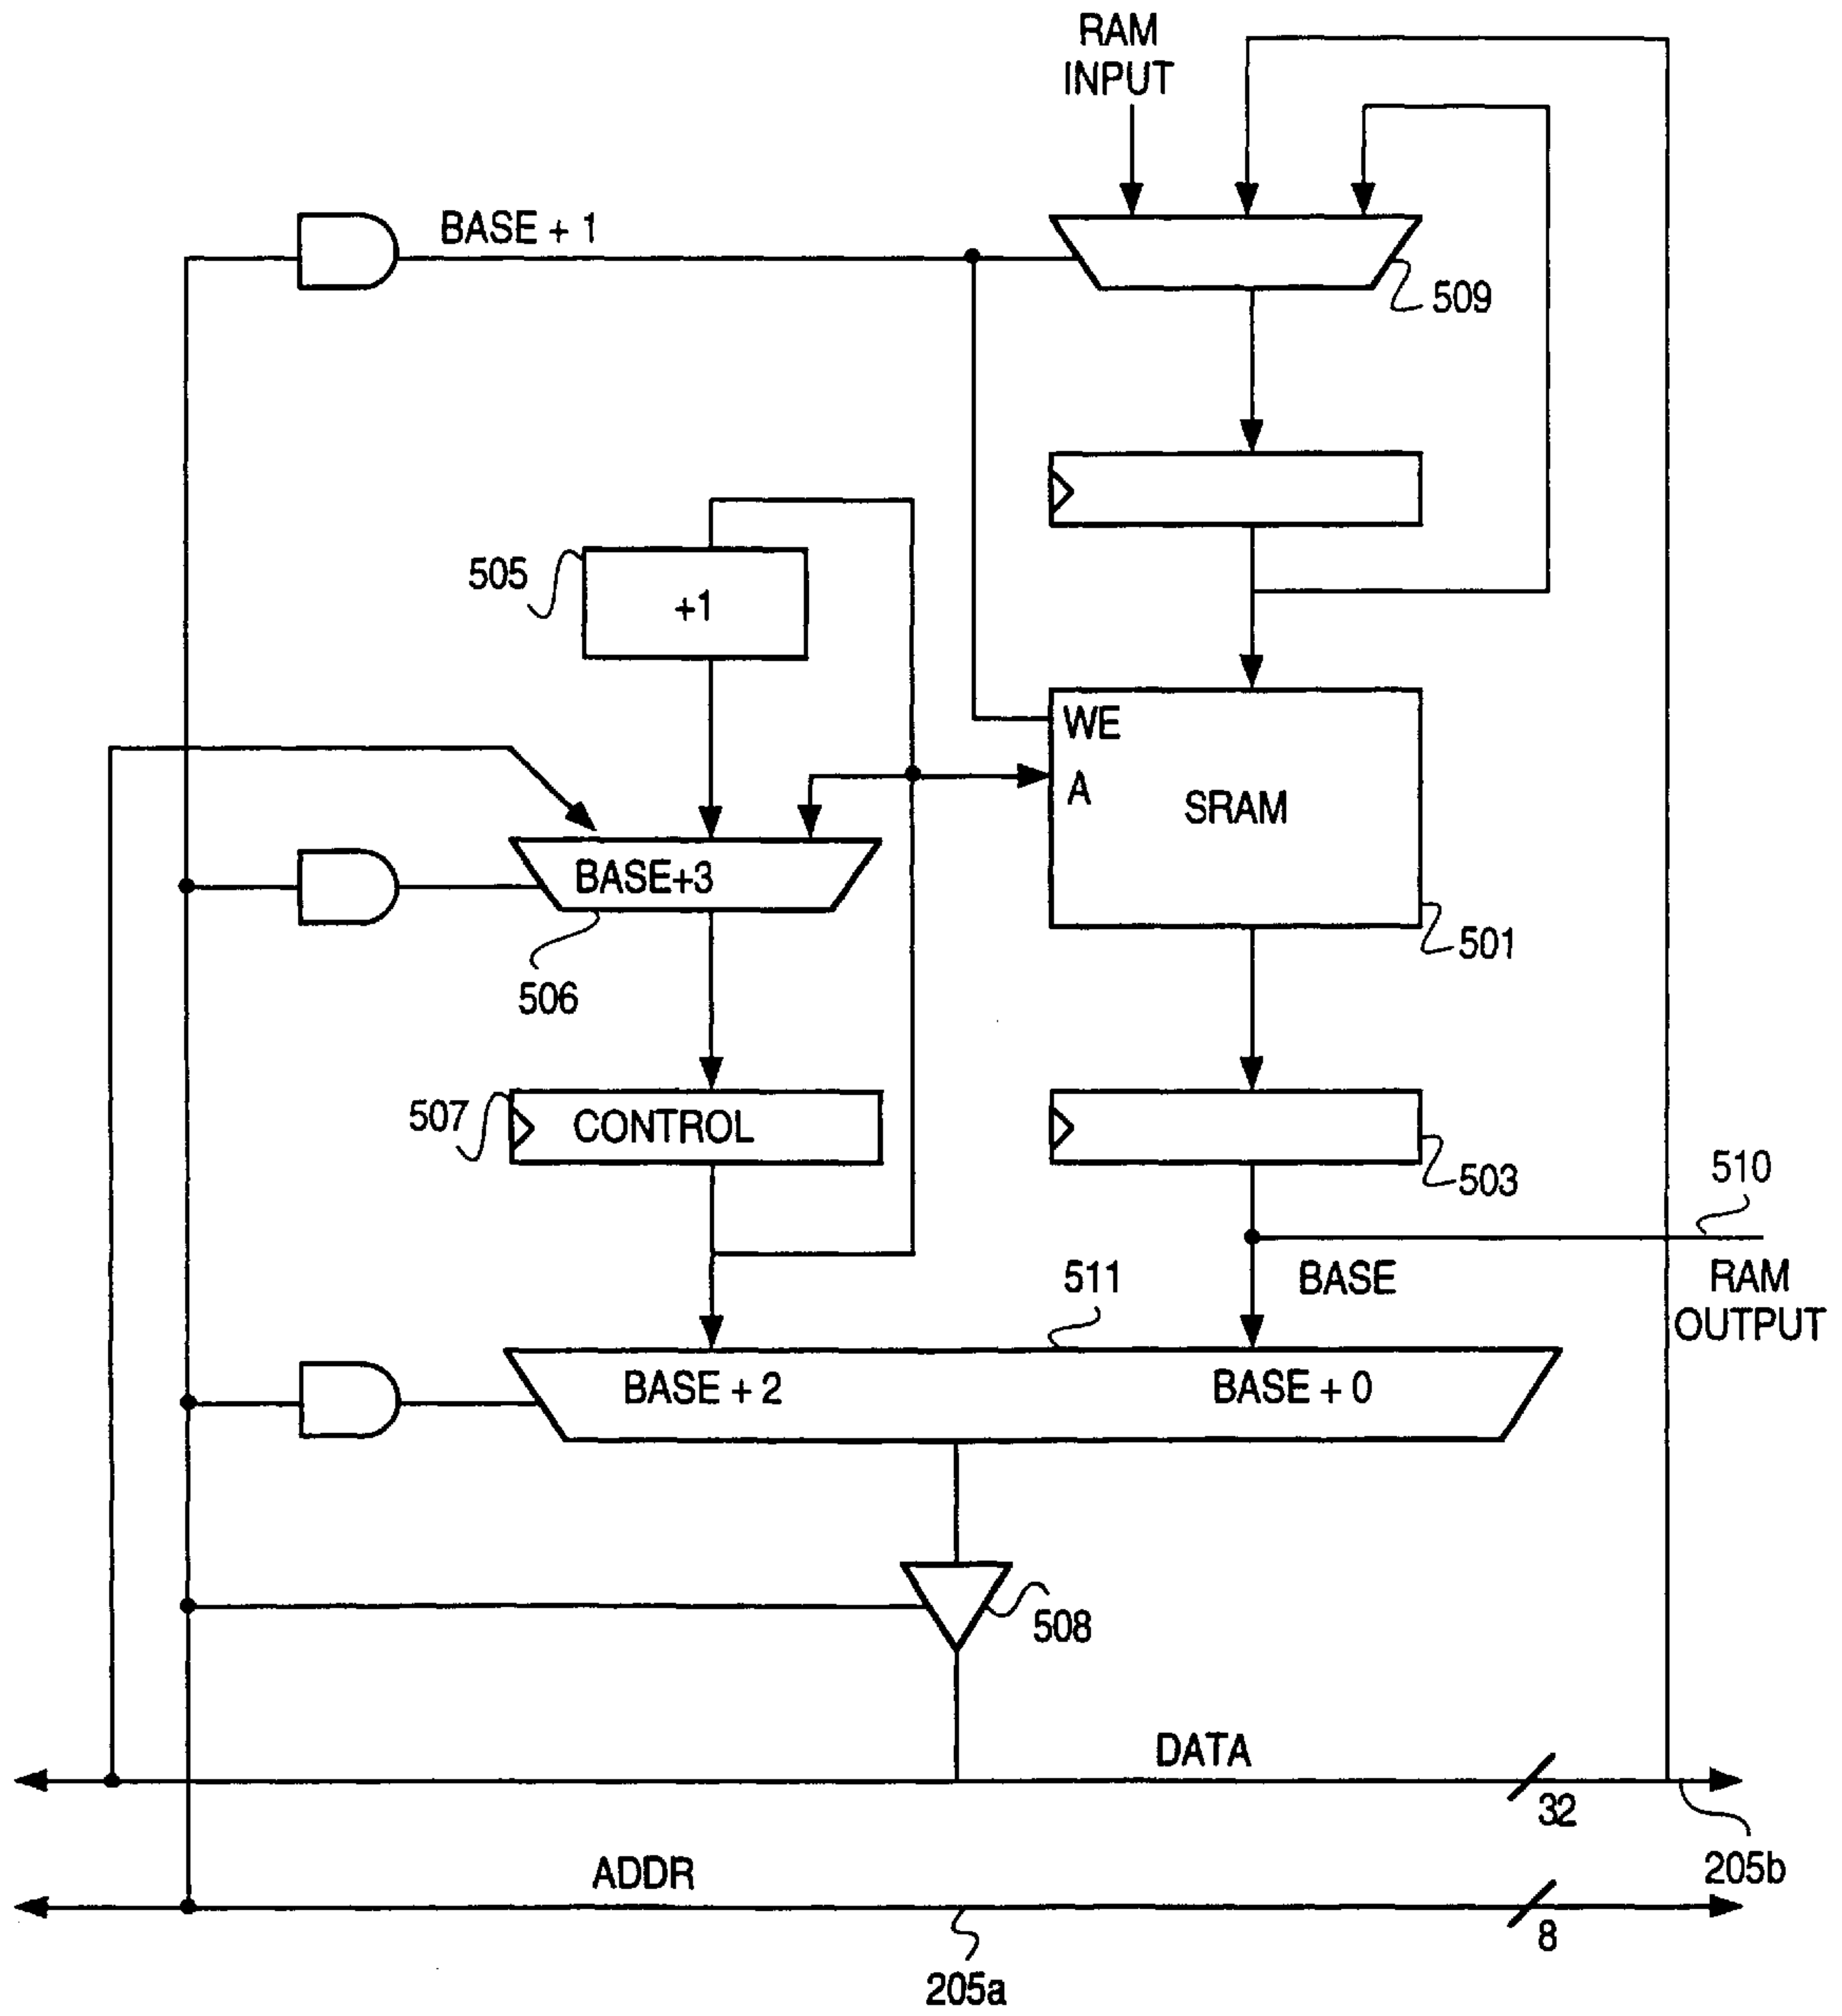 RAM
INPUT
BASE + 1
509
505
+1
WE
A
SRAM
BASE+3
501
506
507
CONTROL
503
510
511
BASE
RAM
OUTPUT
BASE + 2
BASE + 0
508
DATA
32
205b
ADDR
8
205a